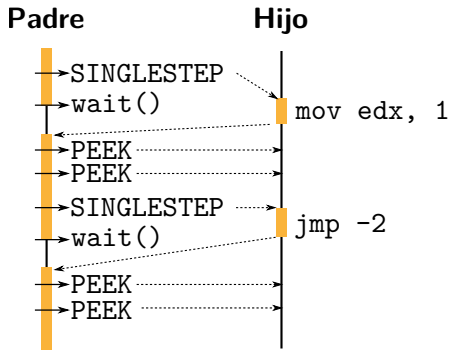 Padre Hijo
SINGLESTEP
wait()
mov edx, 1
PEEK
PEEK
SINGLESTEP
jmp -2
wait()
PEEK
PEEK